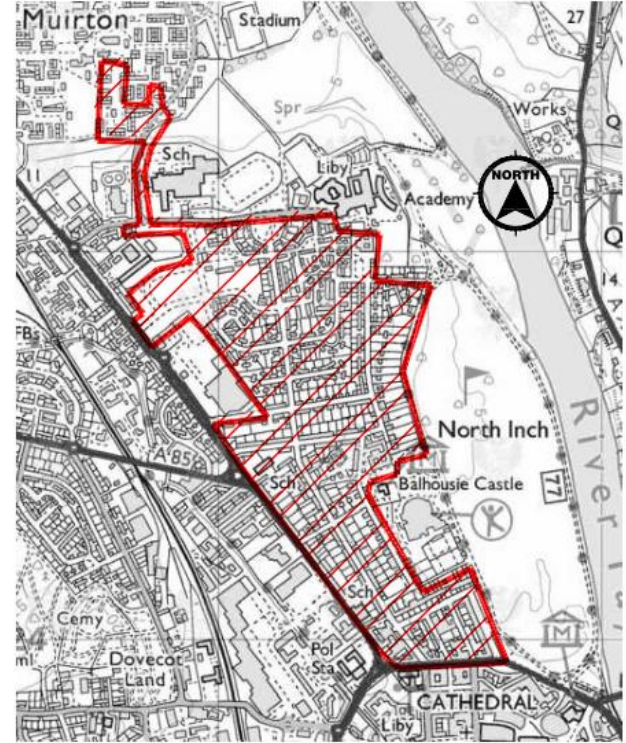 Muirton
Stadium
27
Spr
Works
Sch
Liby
11
NORTH
Academy
Q
14
FBs
North Inch
River
A 85
77
Sch
Balhousie Castle
Sch
Cemy
Pol
Sta
M
Dovecot
Land
CATHEDRAL
Liby